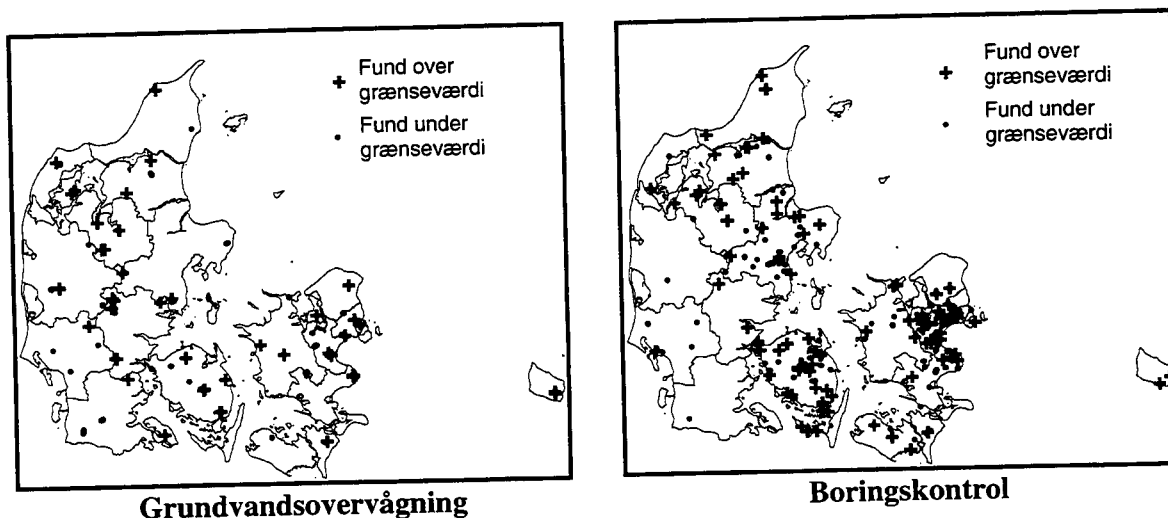 Fund over
grænseværdi
Fund under
grænseværdi
Grundvandsovervågning
Fund over
grænseværdi
Fund under
grænseværdi
Boringskontrol